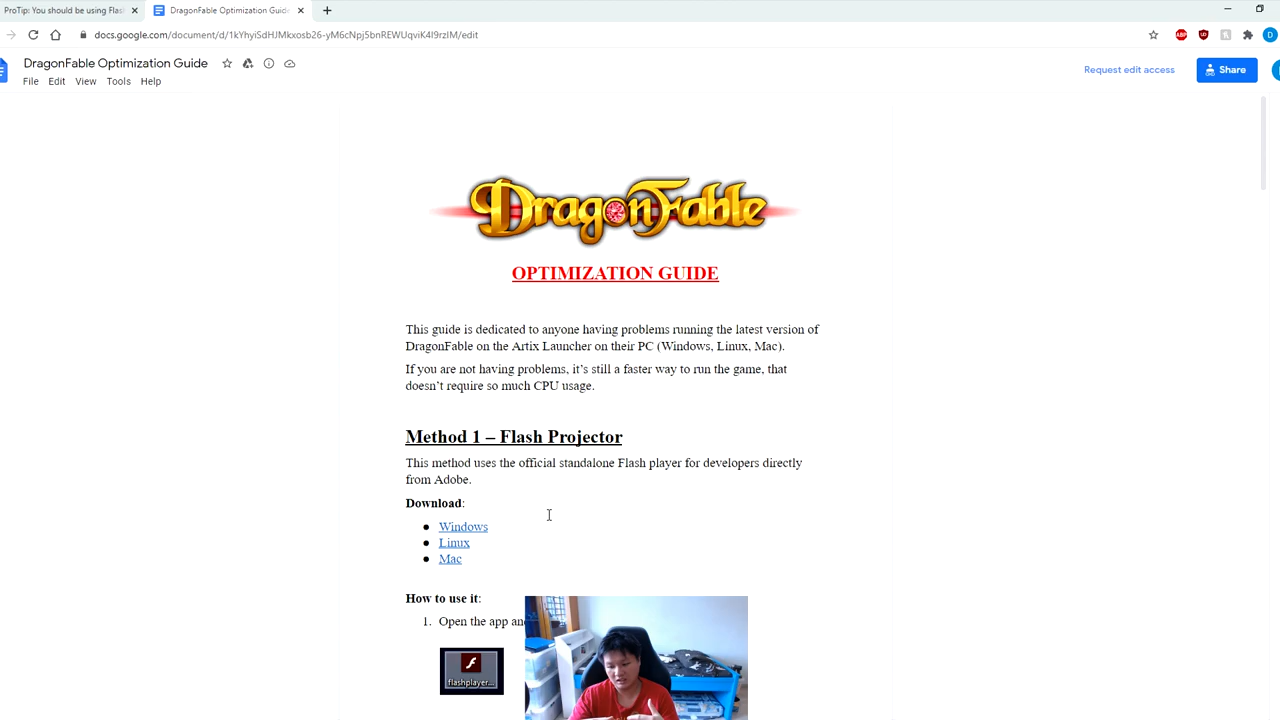 ProTip: You should be using Flas
DragonFable Optimization Guide
docs.google.com/document/d/1kYhyiSdHJMkxosb26-yM6cNpj5bnREWUqviK4l9rzIM/edit
ABP
D
DragonFable Optimization Guide
Request edit access
Share
File Edit View Tools Help
DragonFable
OPTIMIZATION GUIDE
This guide is dedicated to anyone having problems running the latest version of
DragonFable on the Artix Launcher on their PC (Windows, Linux, Mac).
If you are not having problems, it’s still a faster way to run the game, that
doesn’t require so much CPU usage.
Method 1 – Flash Projector
This method uses the official standalone Flash player for developers directly
from Adobe.
Download:
● Windows
● Linux
● Mac
How to use it:
1. Open the app an
flashplayer...